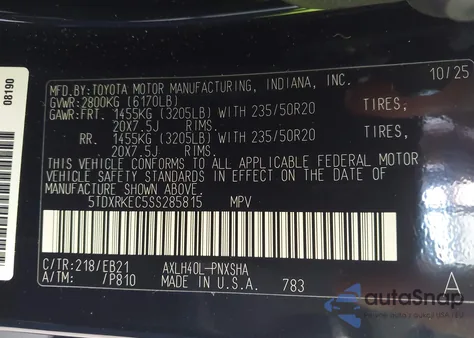 08190
MFD.BY:TOYOTA MOTOR MANUFACTURING, INDIANA, INC. 10/25
GVWR:2800KG (6170LB)
GAWR:FRT. 1455KG (3205LB) WITH 235/50R20 TIRES,
20X7.5J RIMS.
RR. 1455KG (3205LB) WITH 235/50R20 TIRES,
20X7.5J RIMS.
THIS VEHICLE CONFORMS TO ALL APPLICABLE FEDERAL MOTOR
VEHICLE SAFETY STANDARDS IN EFFECT ON THE DATE OF
MANUFACTURE SHOWN ABOVE.
5TDXRKEC5SS285815 MPV
C/TR:218/EB21 AXLH40L-PNXSHA
A/TM: /P810 MADE IN U.S.A. 783 A
autoSnap